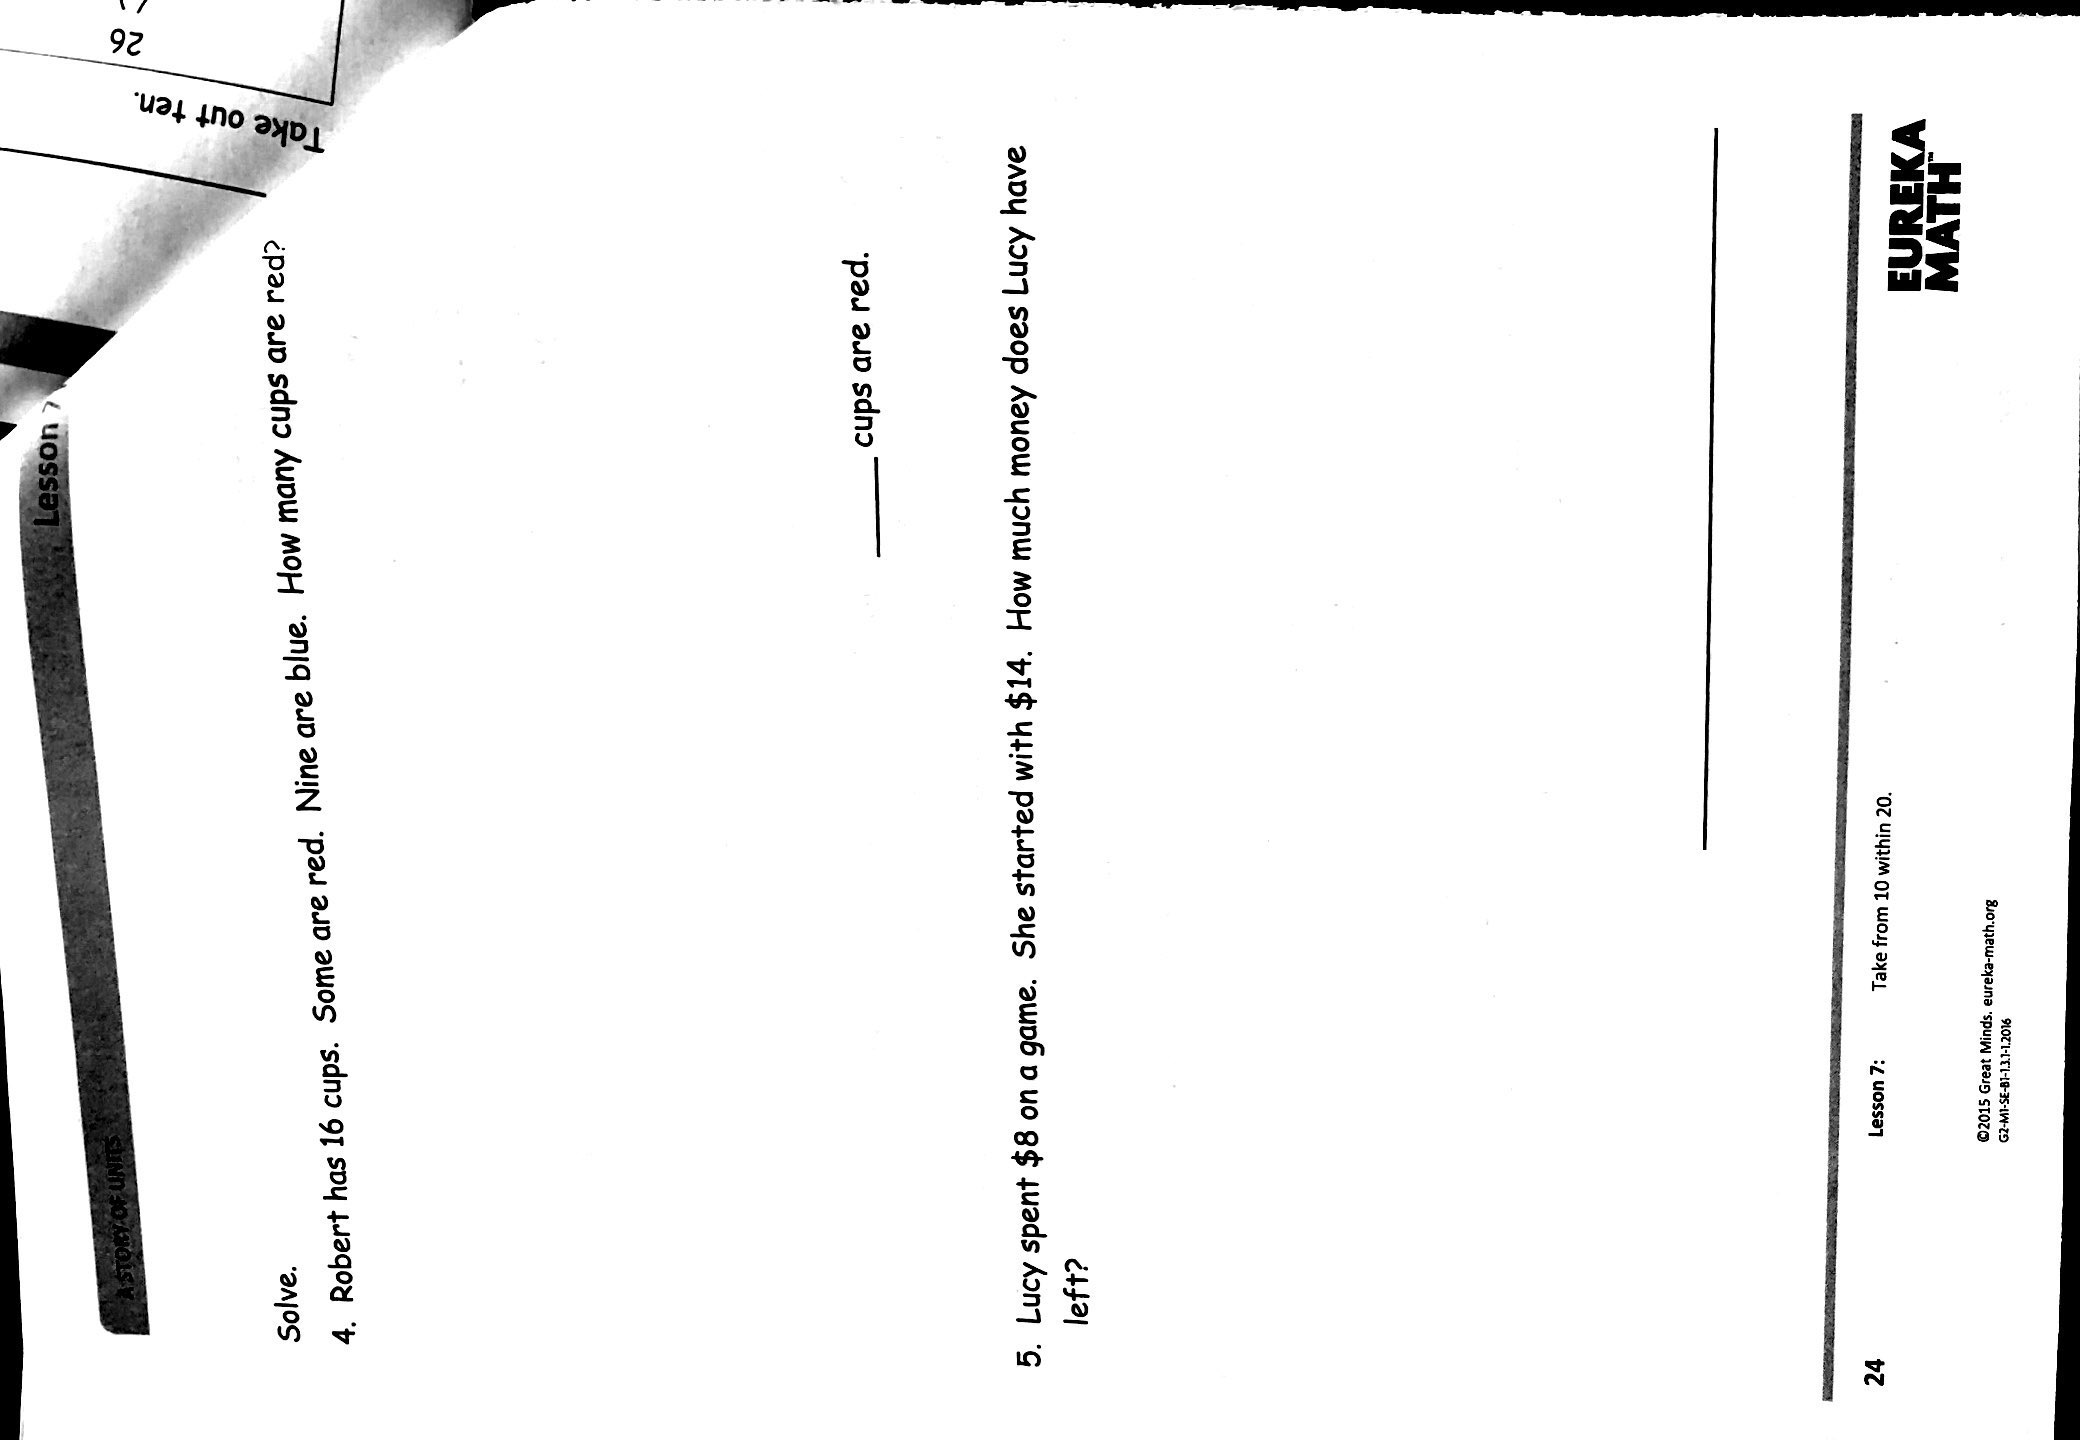 A STORY OF UNITS
Lesson 7
Solve.
4. Robert has 16 cups. Some are red. Nine are blue. How many cups are red?
____ cups are red.
5. Lucy spent $8 on a game. She started with $14. How much money does Lucy have
left?
24
Lesson 7: Take from 10 within 20.
©2015 Great Minds. eureka-math.org
G2-M1-SE-B1-1.3.1-1.2016
EUREKA
MATH™
Take out ten.
26